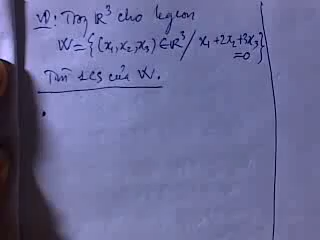 VD: Trong ℝ³ cho kgcon
W = {(x₁, x₂, x₃) ∈ ℝ³ / x₁ + 2x₂ + 3x₃ = 0}
Tìm 1 CS của W.